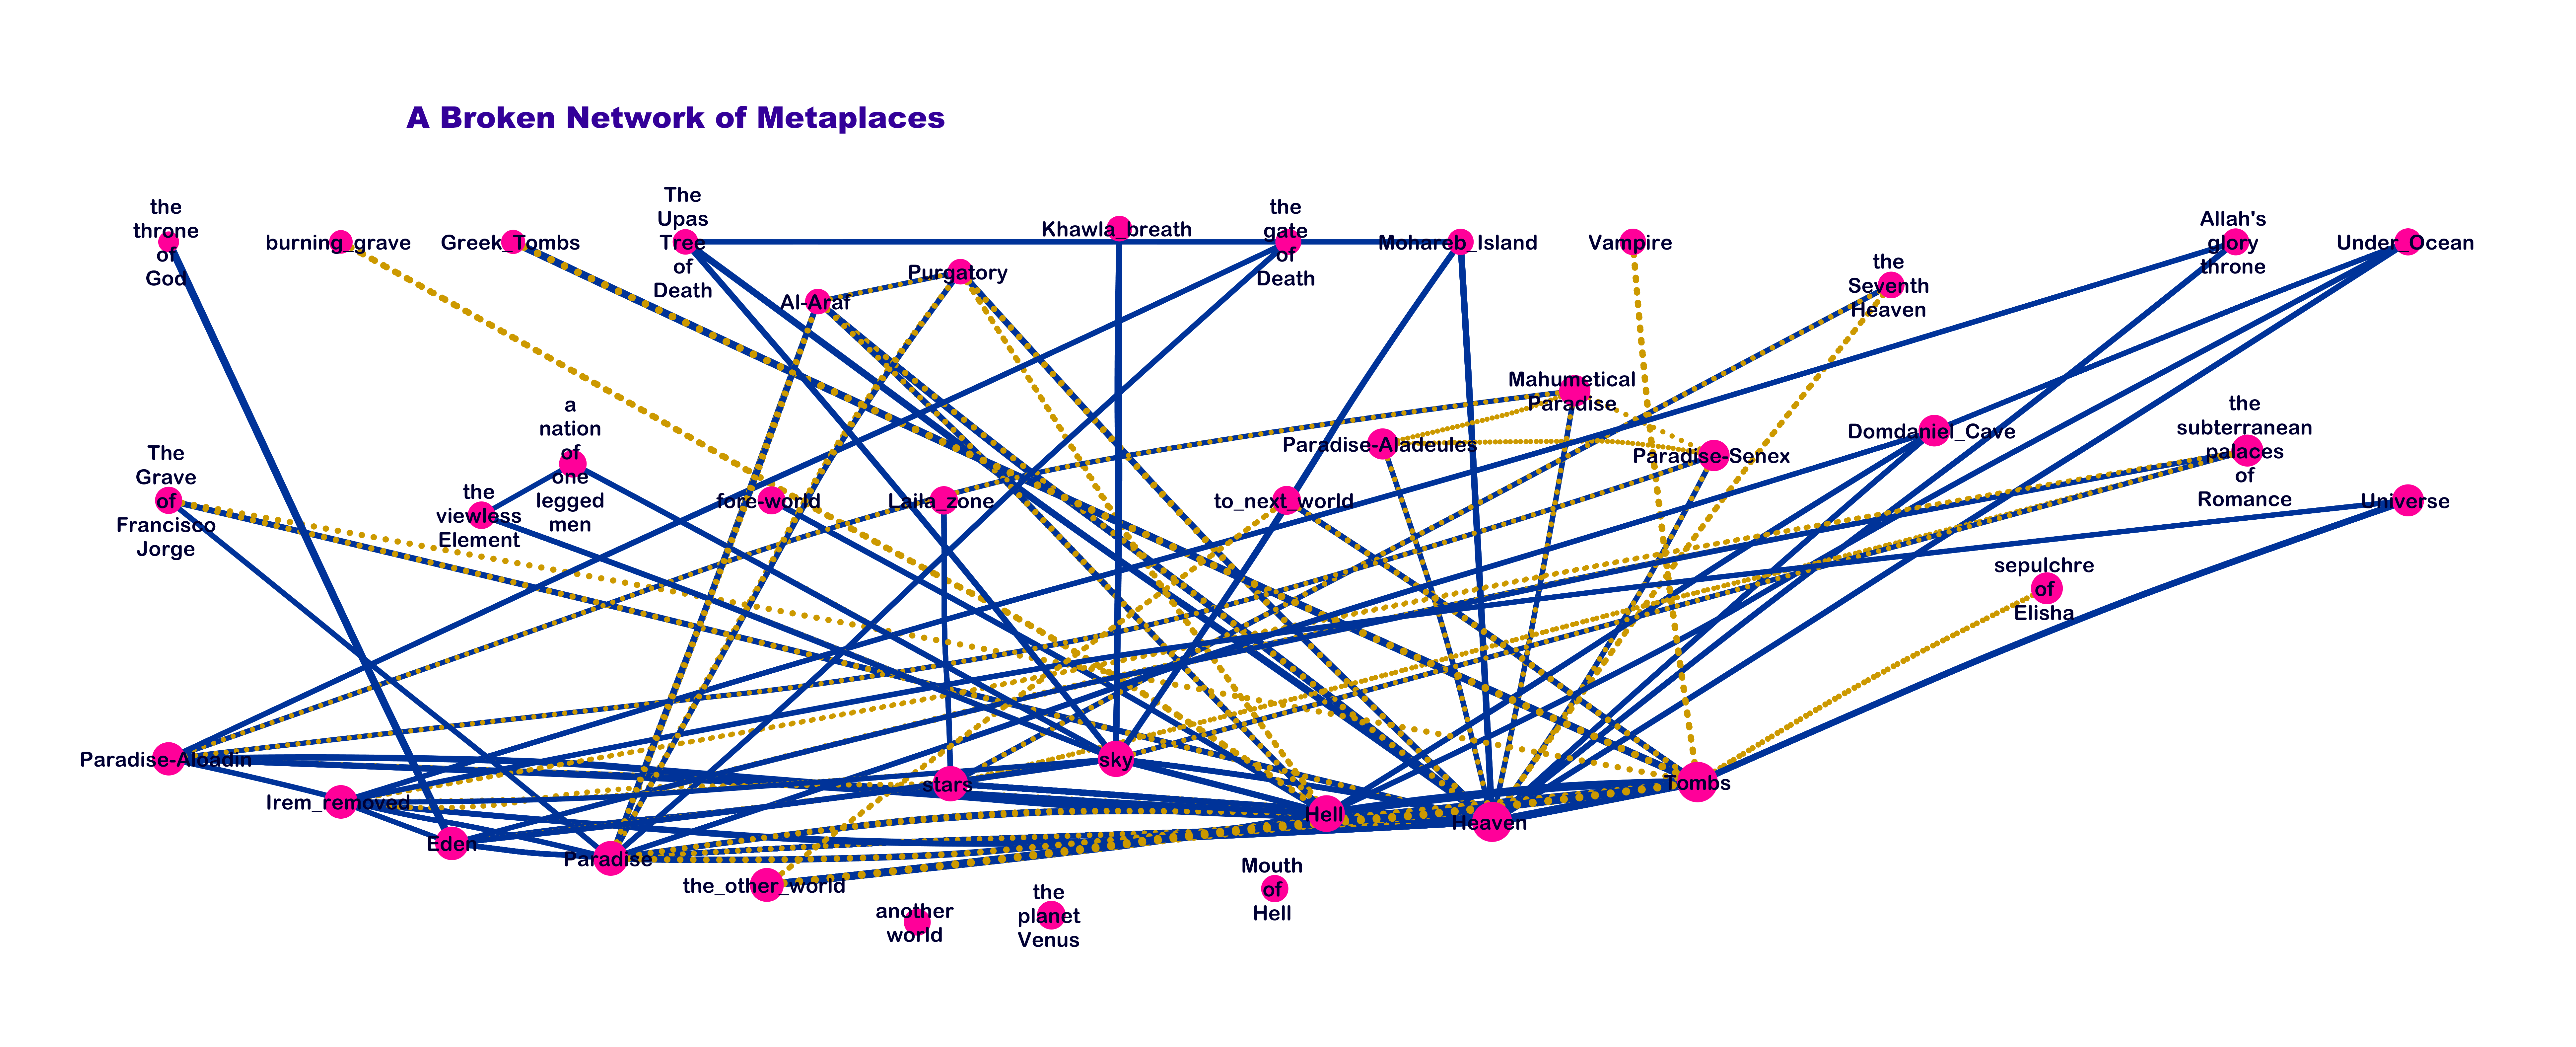 A Broken Network of Metaplaces
the
throne
of
God
burning_grave
Greek_Tombs
The
Upas
Tree
of
Death
Khawla_breath
the
gate
of
Death
Mohareb_Island
Vampire
Allah's
glory
throne
Under_Ocean
Purgatory
Al-Araf
the
Seventh
Heaven
Mahumetical
Paradise
a
nation
of
one
legged
men
Paradise-Aladeules
Paradise-Senex
Domdaniel_Cave
the
subterranean
palaces
of
Romance
The
Grave
of
Francisco
Jorge
the
viewless
Element
fore-world
Laila_zone
to_next_world
Universe
sepulchre
of
Elisha
Paradise-Aloadin
Irem_removed
Eden
Paradise
the_other_world
stars
sky
Hell
Heaven
Tombs
another
world
the
planet
Venus
Mouth
of
Hell